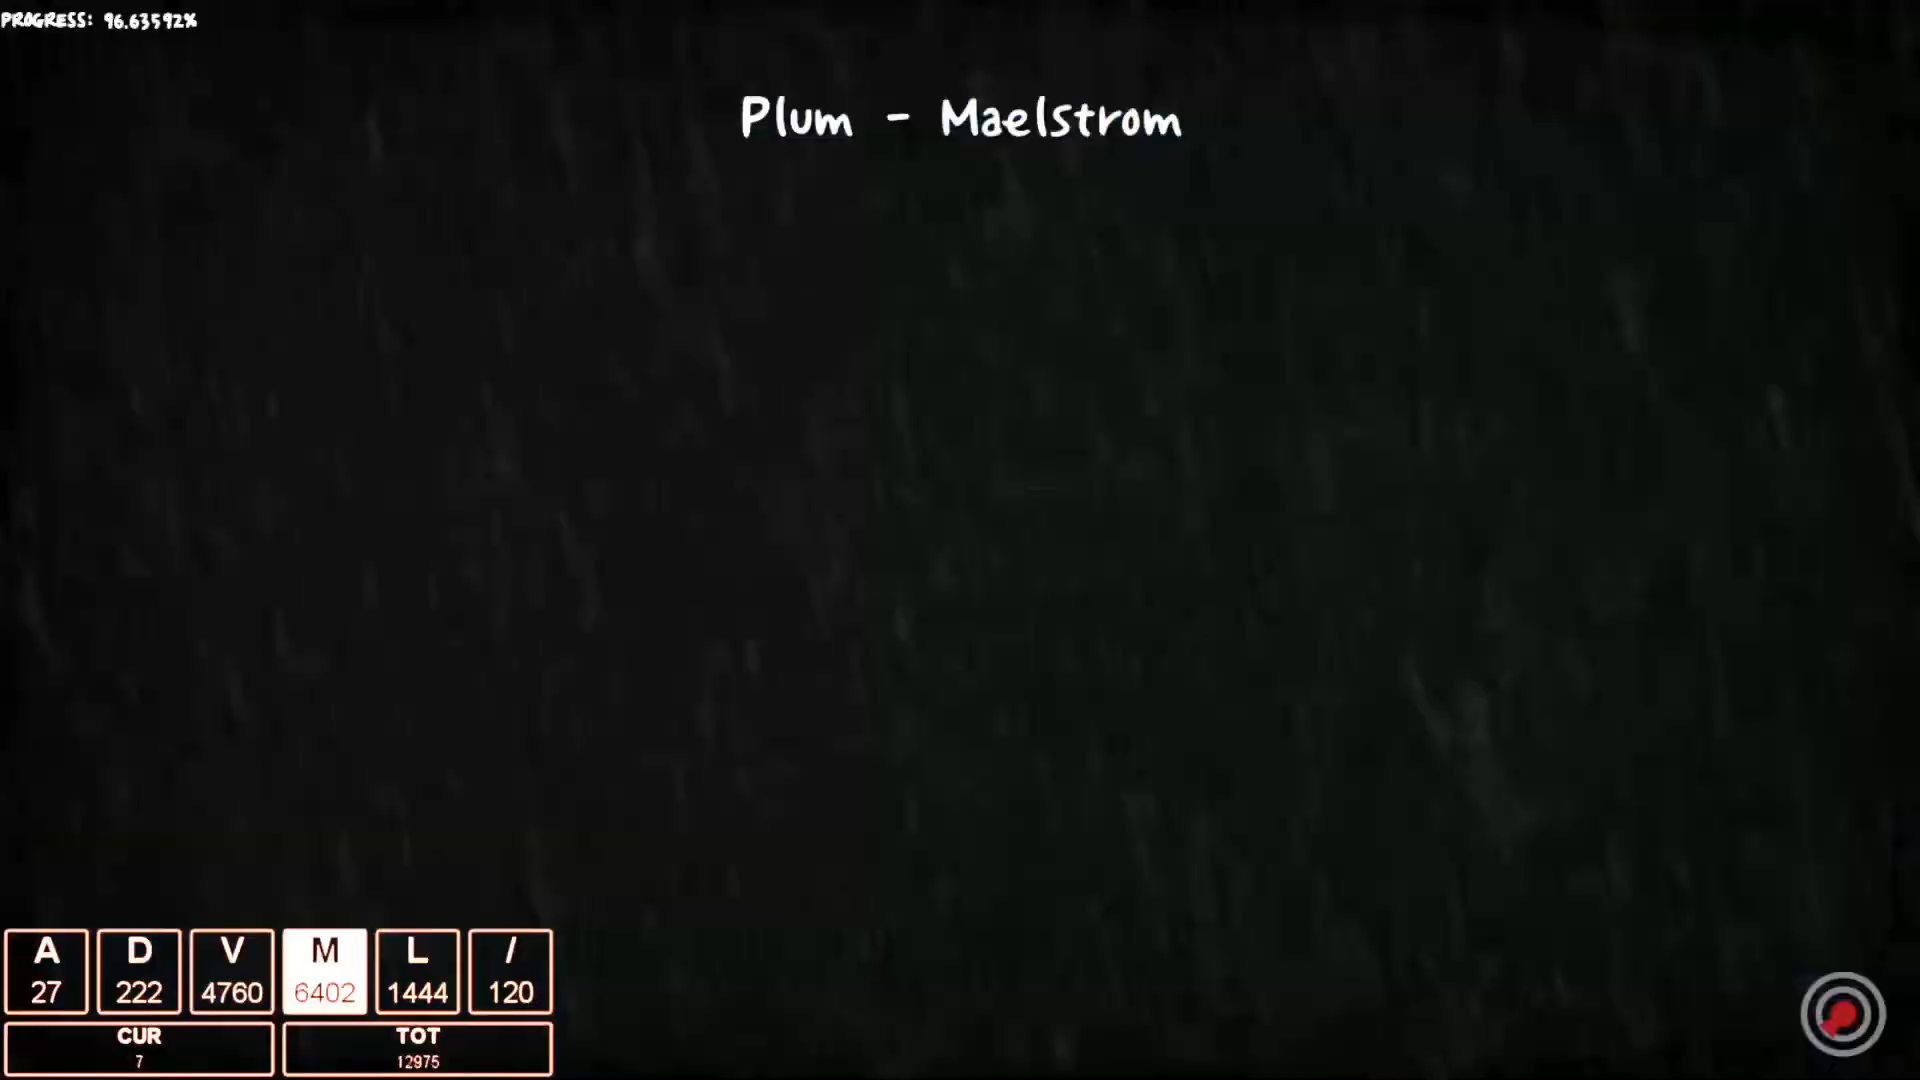 PROGRESS: 96.63592%
Plum - Maelstrom
A D V M L /
27 222 4760 6402 1444 120
CUR TOT
7 12975